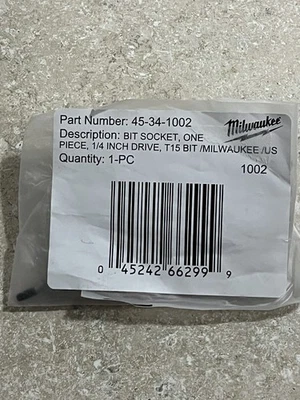 Part Number: 45-34-1002
Milwaukee
Description: BIT SOCKET, ONE
PIECE, 1/4 INCH DRIVE, T15 BIT /MILWAUKEE /US
Quantity: 1-PC
1002
0 45242 66299 9